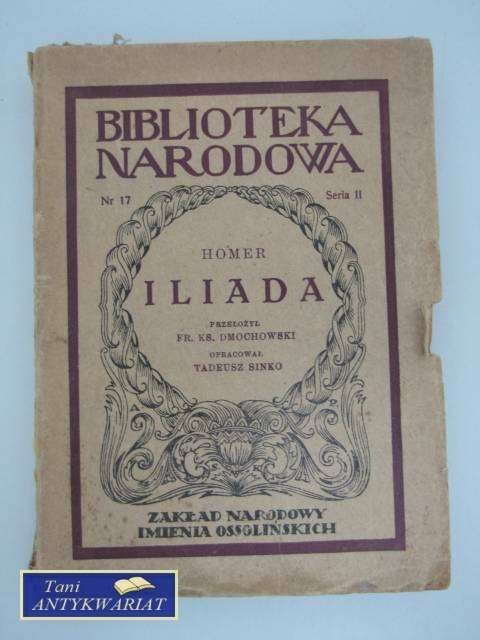 BIBLIOTEKA
NARODOWA
Nr 17 Seria II
HOMER
ILIADA
PRZEŁOŻYŁ
FR. KS. DMOCHOWSKI
OPRACOWAŁ
TADEUSZ SINKO
A P
ZAKŁAD NARODOWY
IMIENIA OSSOLIŃSKICH
Tani
ANTYKWARIAT